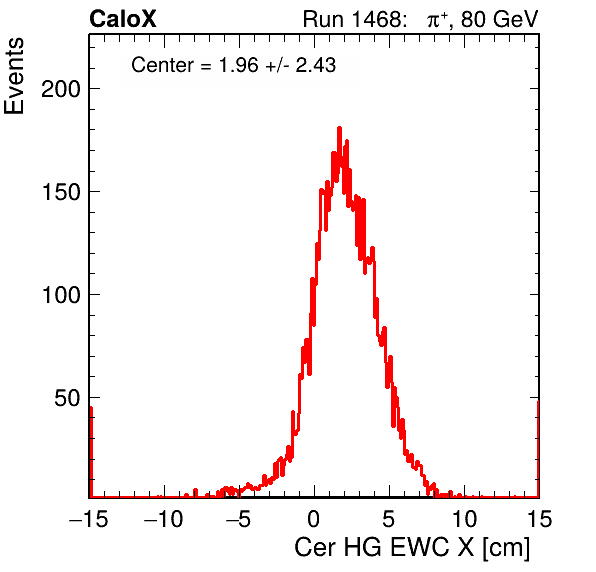 CaloX
Run 1468: π⁺, 80 GeV
Events
Center = 1.96 +/- 2.43
200
150
100
50
−15 −10 −5 0 5 10 15
Cer HG EWC X [cm]